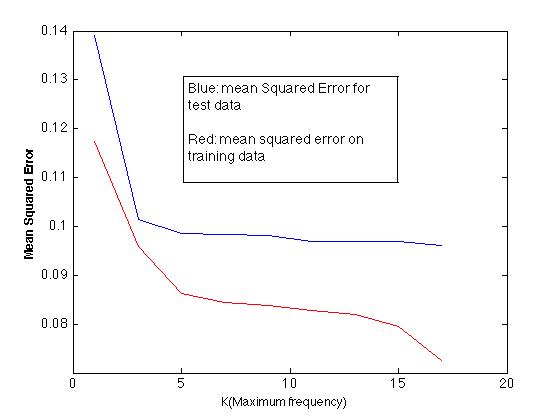 0.14
0.13
0.12
0.11
0.1
0.09
0.08
Mean Squared Error
Blue: mean Squared Error for
test data
Red: mean squared error on
training data
0 5 10 15 20
K(Maximum frequency)